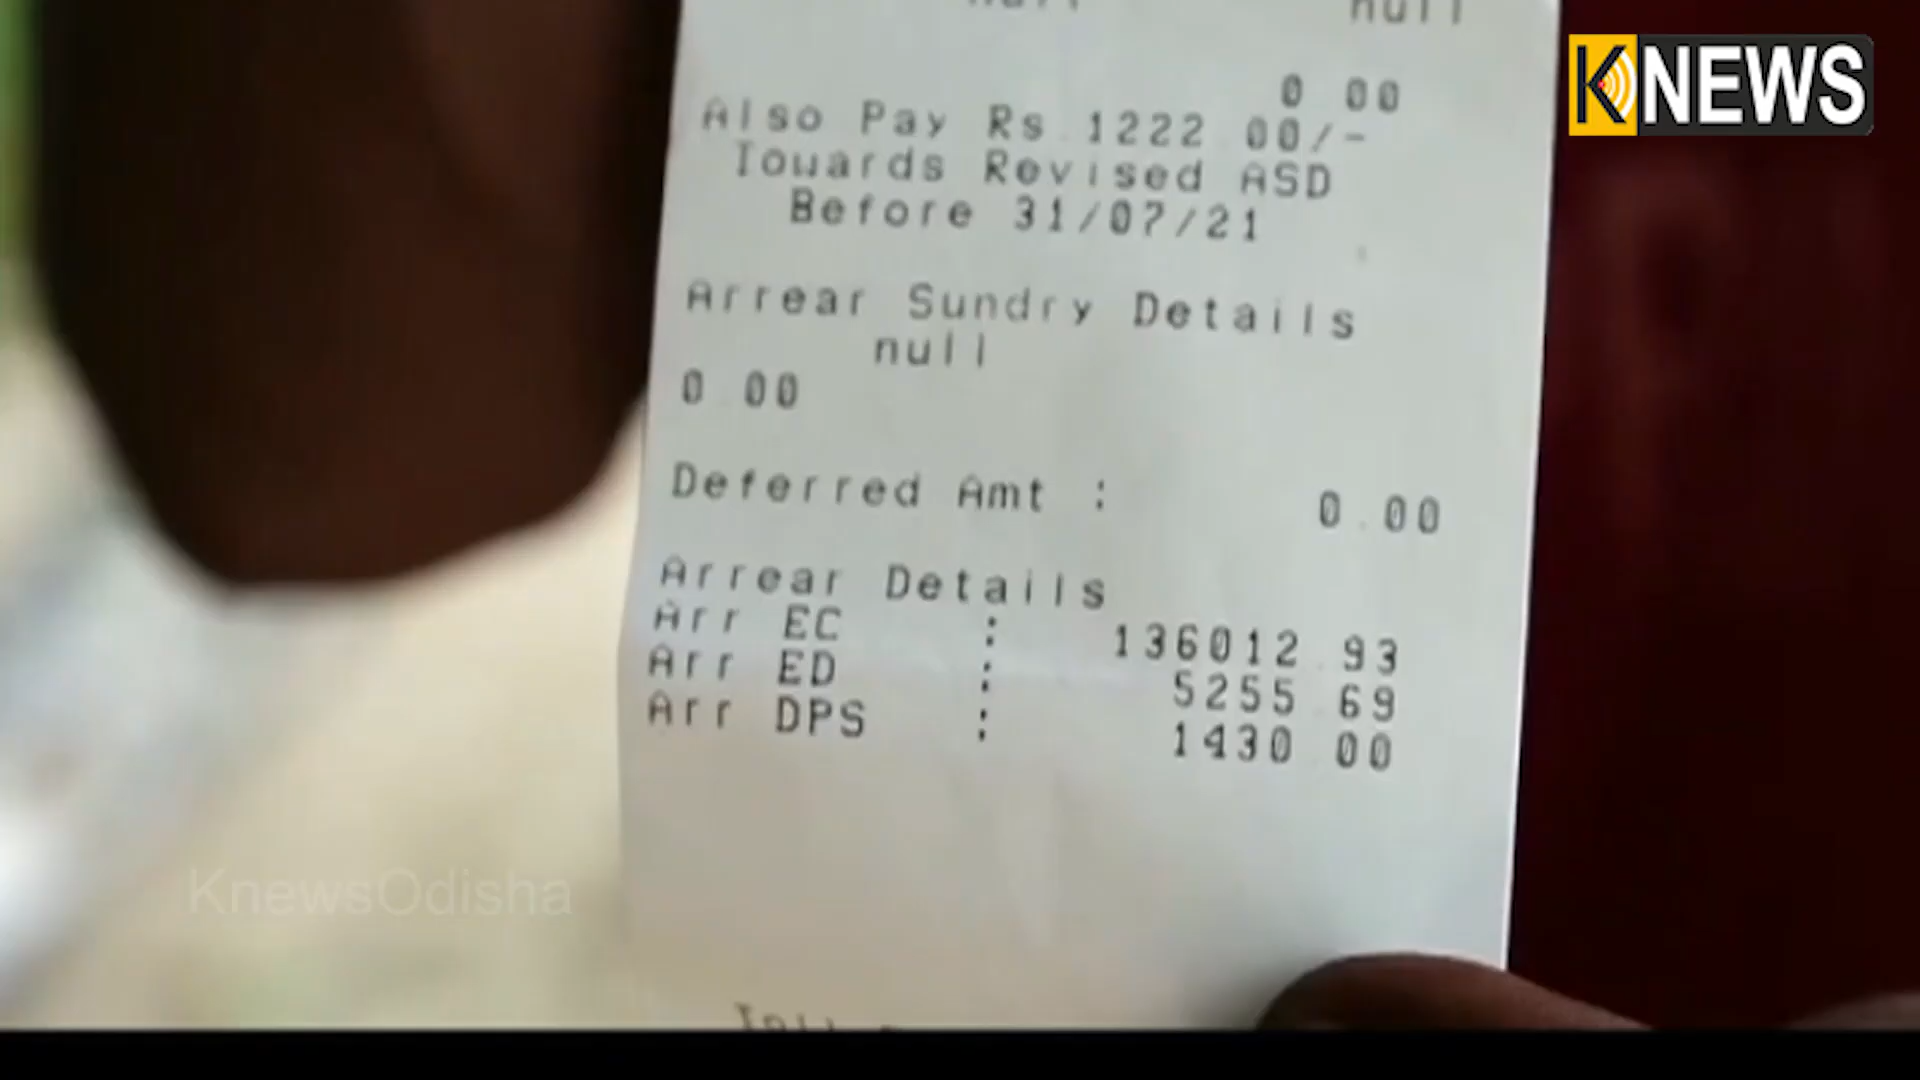 null null
0 00
Also Pay Rs 1222 00/-
Towards Revised ASD
Before 31/07/21
Arrear Sundry Details
null
0 00
Deferred Amt : 0.00
Arrear Details
Arr EC : 136012.93
Arr ED : 5255 69
Arr DPS : 1430 00
KNEWS
KnewsOdisha